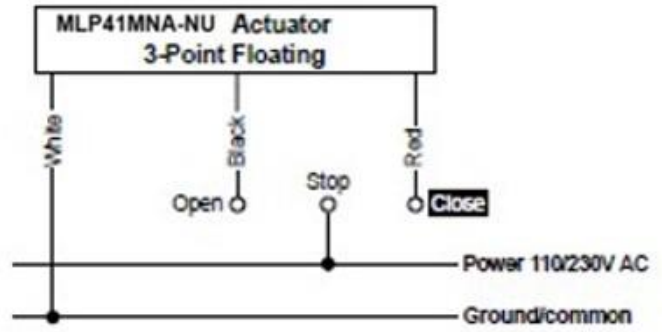 MLP41MNA-NU Actuator
3-Point Floating
White
Black
Red
Stop
Open
Close
Power 110/230V AC
Ground/common